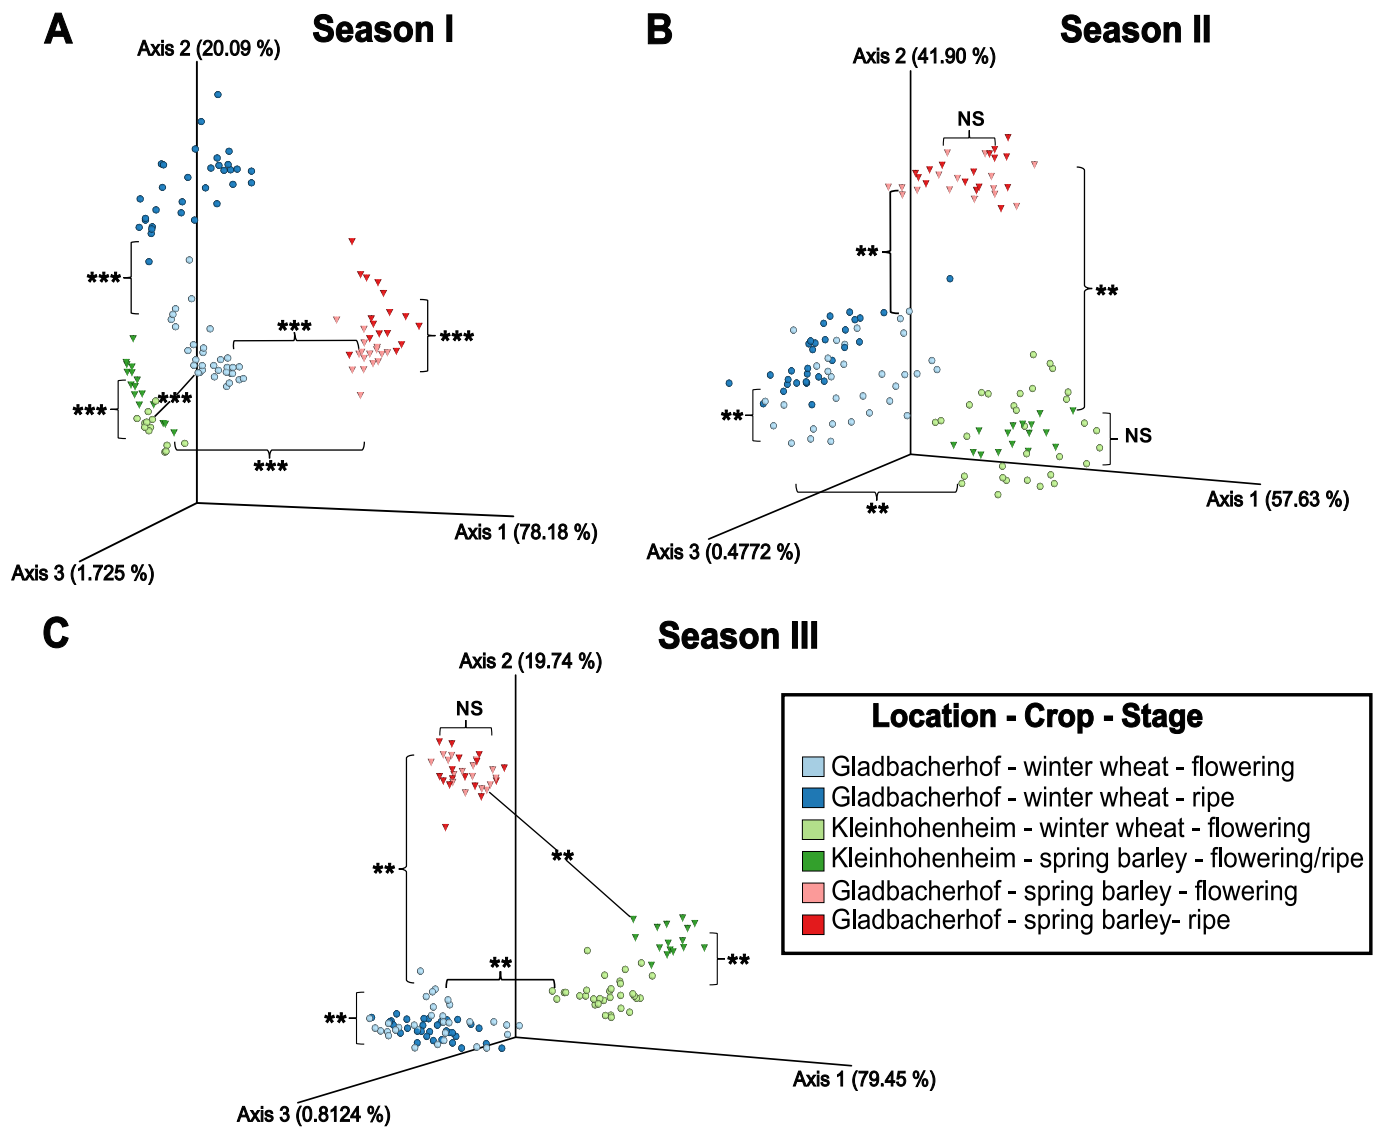 A
Season I
Axis 2 (20.09 %)
***
***
***
***
***
***
Axis 1 (78.18 %)
Axis 3 (1.725 %)
B
Season II
Axis 2 (41.90 %)
NS
**
**
**
NS
**
Axis 1 (57.63 %)
Axis 3 (0.4772 %)
C
Season III
Axis 2 (19.74 %)
NS
**
**
**
**
**
Axis 1 (79.45 %)
Axis 3 (0.8124 %)
Location - Crop - Stage
Gladbacherhof - winter wheat - flowering
Gladbacherhof - winter wheat - ripe
Kleinhohenheim - winter wheat - flowering
Kleinhohenheim - spring barley - flowering/ripe
Gladbacherhof - spring barley - flowering
Gladbacherhof - spring barley- ripe